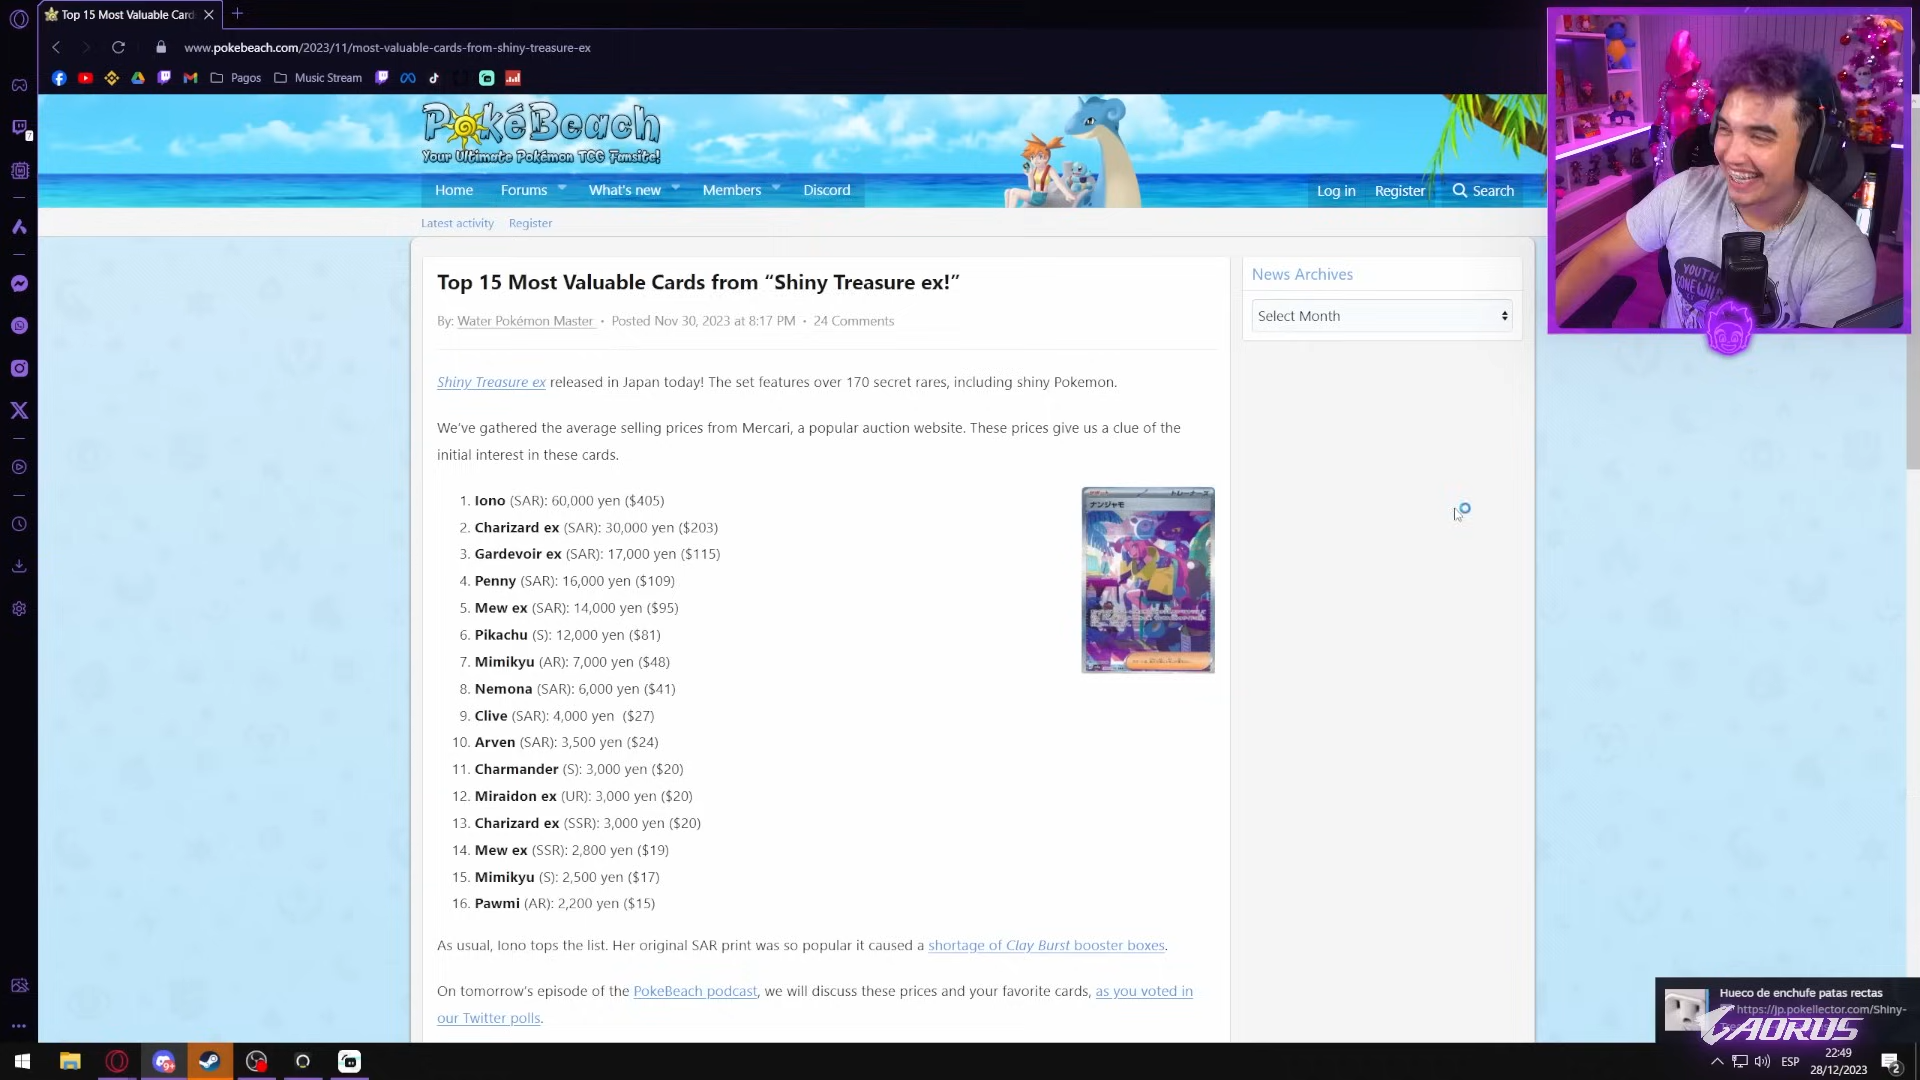 Top 15 Most Valuable Card
www.pokebeach.com/2023/11/most-valuable-cards-from-shiny-treasure-ex
Pagos
Music Stream
PokéBeach
Your Ultimate Pokémon TCG Fansite!
Home
Forums
What's new
Members
Discord
Log in
Register
Search
Latest activity
Register
Top 15 Most Valuable Cards from “Shiny Treasure ex!”
By: Water Pokémon Master • Posted Nov 30, 2023 at 8:17 PM • 24 Comments
News Archives
Select Month
Shiny Treasure ex released in Japan today! The set features over 170 secret rares, including shiny Pokemon.
We’ve gathered the average selling prices from Mercari, a popular auction website. These prices give us a clue of the
initial interest in these cards.
1. Iono (SAR): 60,000 yen ($405)
2. Charizard ex (SAR): 30,000 yen ($203)
3. Gardevoir ex (SAR): 17,000 yen ($115)
4. Penny (SAR): 16,000 yen ($109)
5. Mew ex (SAR): 14,000 yen ($95)
6. Pikachu (S): 12,000 yen ($81)
7. Mimikyu (AR): 7,000 yen ($48)
8. Nemona (SAR): 6,000 yen ($41)
9. Clive (SAR): 4,000 yen ($27)
10. Arven (SAR): 3,500 yen ($24)
11. Charmander (S): 3,000 yen ($20)
12. Miraidon ex (UR): 3,000 yen ($20)
13. Charizard ex (SSR): 3,000 yen ($20)
14. Mew ex (SSR): 2,800 yen ($19)
15. Mimikyu (S): 2,500 yen ($17)
16. Pawmi (AR): 2,200 yen ($15)
ナンジャモ
As usual, Iono tops the list. Her original SAR print was so popular it caused a shortage of Clay Burst booster boxes.
On tomorrow’s episode of the PokeBeach podcast, we will discuss these prices and your favorite cards, as you voted in
our Twitter polls.
YOUTH
GONE WILD
Hueco de enchufe patas rectas
https://jp.pokellector.com/Shiny-
AORUS
ESP
22:49
28/12/2023
2